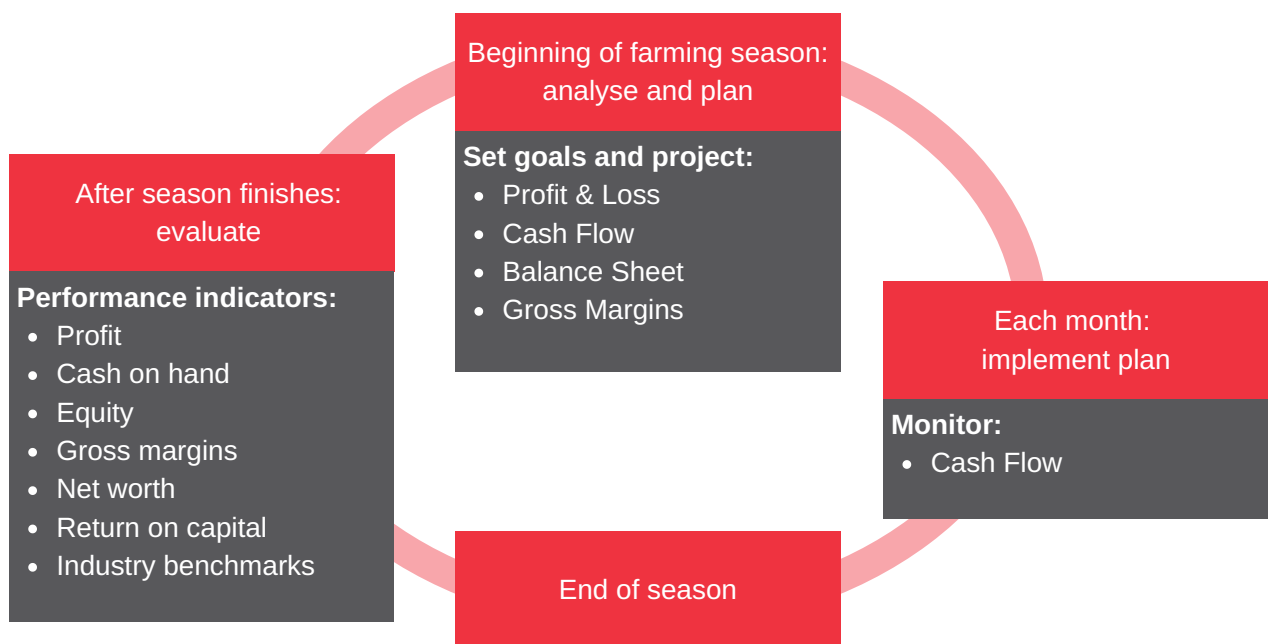 Beginning of farming season:
analyse and plan
Set goals and project:
• Profit & Loss
• Cash Flow
• Balance Sheet
• Gross Margins
Each month:
implement plan
Monitor:
• Cash Flow
End of season
After season finishes:
evaluate
Performance indicators:
• Profit
• Cash on hand
• Equity
• Gross margins
• Net worth
• Return on capital
• Industry benchmarks